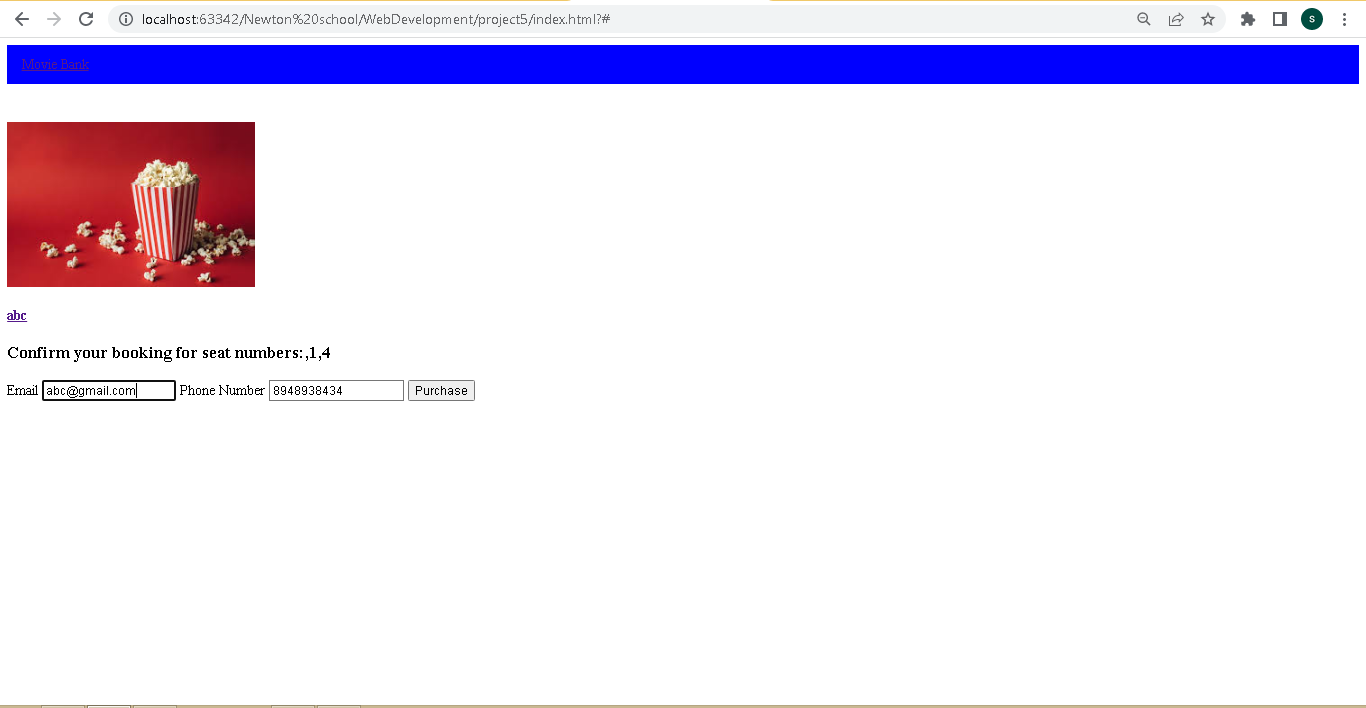 localhost:63342/Newton%20school/WebDevelopment/project5/index.html?#
S
Movie Bank
abc
Confirm your booking for seat numbers:,1,4
Email abc@gmail.com Phone Number 8948938434 Purchase